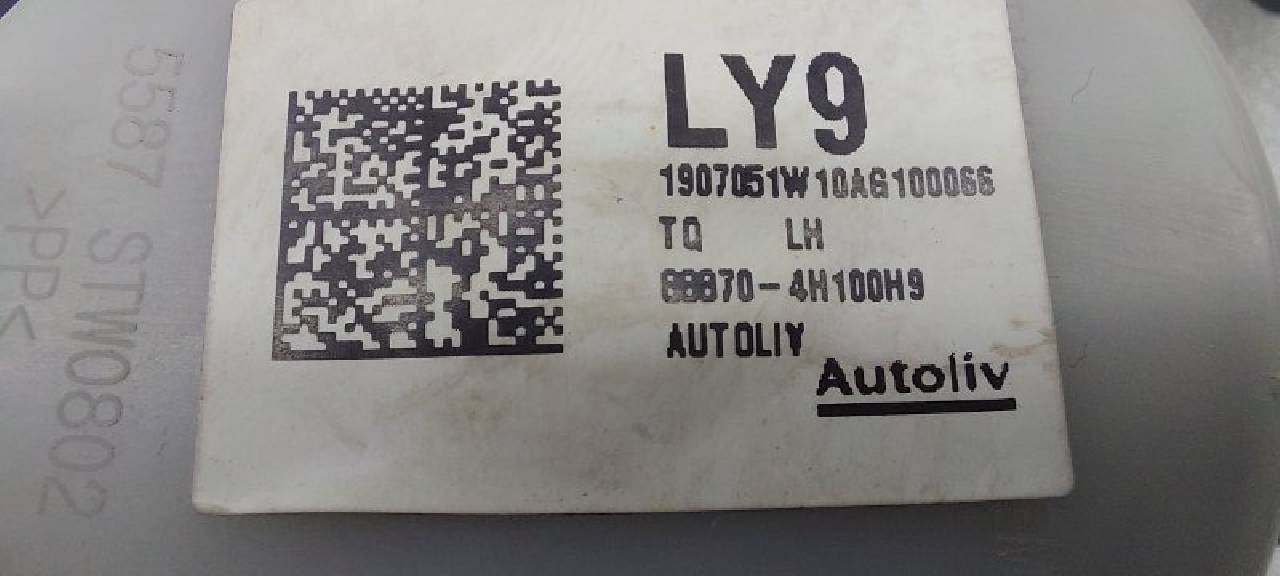 LY9
1907051W10AG100066
TQ LH
88870-4H100H9
AUTOLIV
Autoliv
5587 STW0802
>PP<